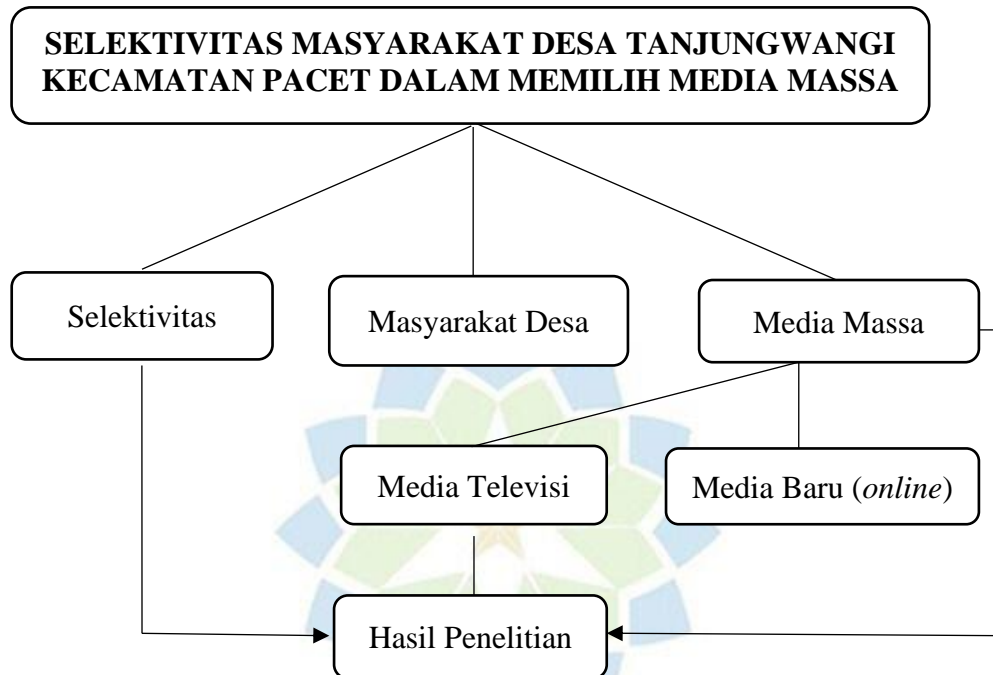 SELEKTIVITAS MASYARAKAT DESA TANJUNGWANGI
KECAMATAN PACET DALAM MEMILIH MEDIA MASSA
Selektivitas
Masyarakat Desa
Media Massa
Media Televisi
Media Baru (online)
Hasil Penelitian